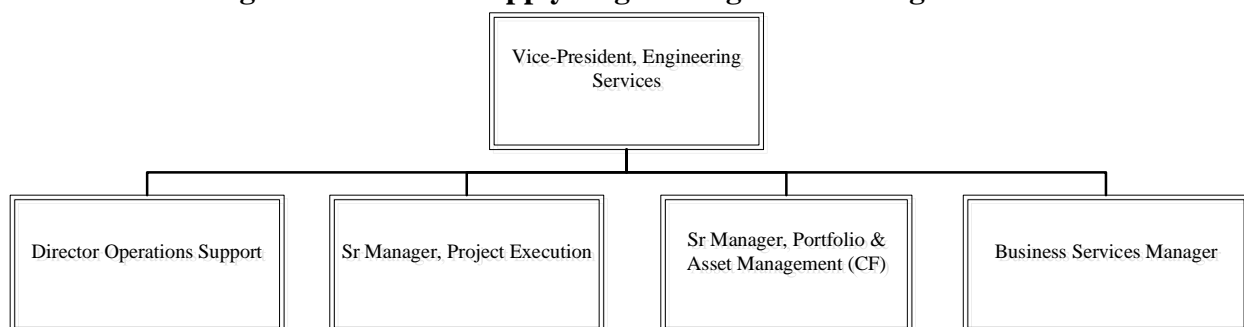 Vice-President, Engineering
Services
Director Operations Support
Sr Manager, Project Execution
Sr Manager, Portfolio &
Asset Management (CF)
Business Services Manager